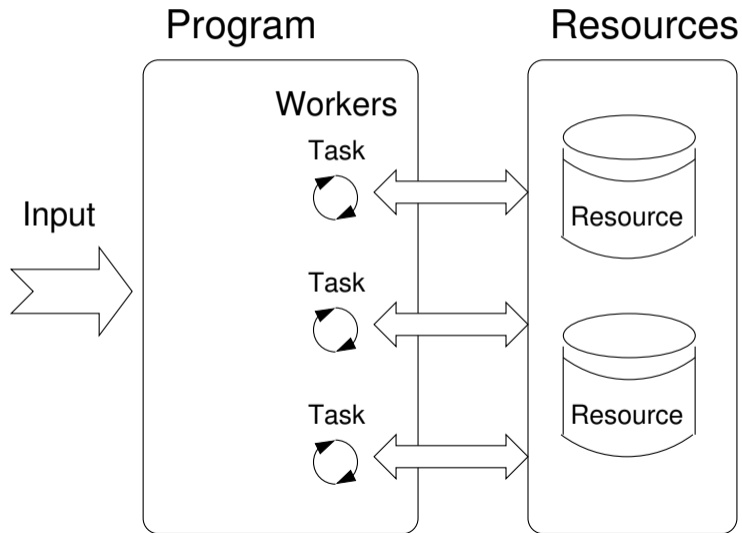 Program
Resources
Workers
Task
Input
Resource
Task
Task
Resource